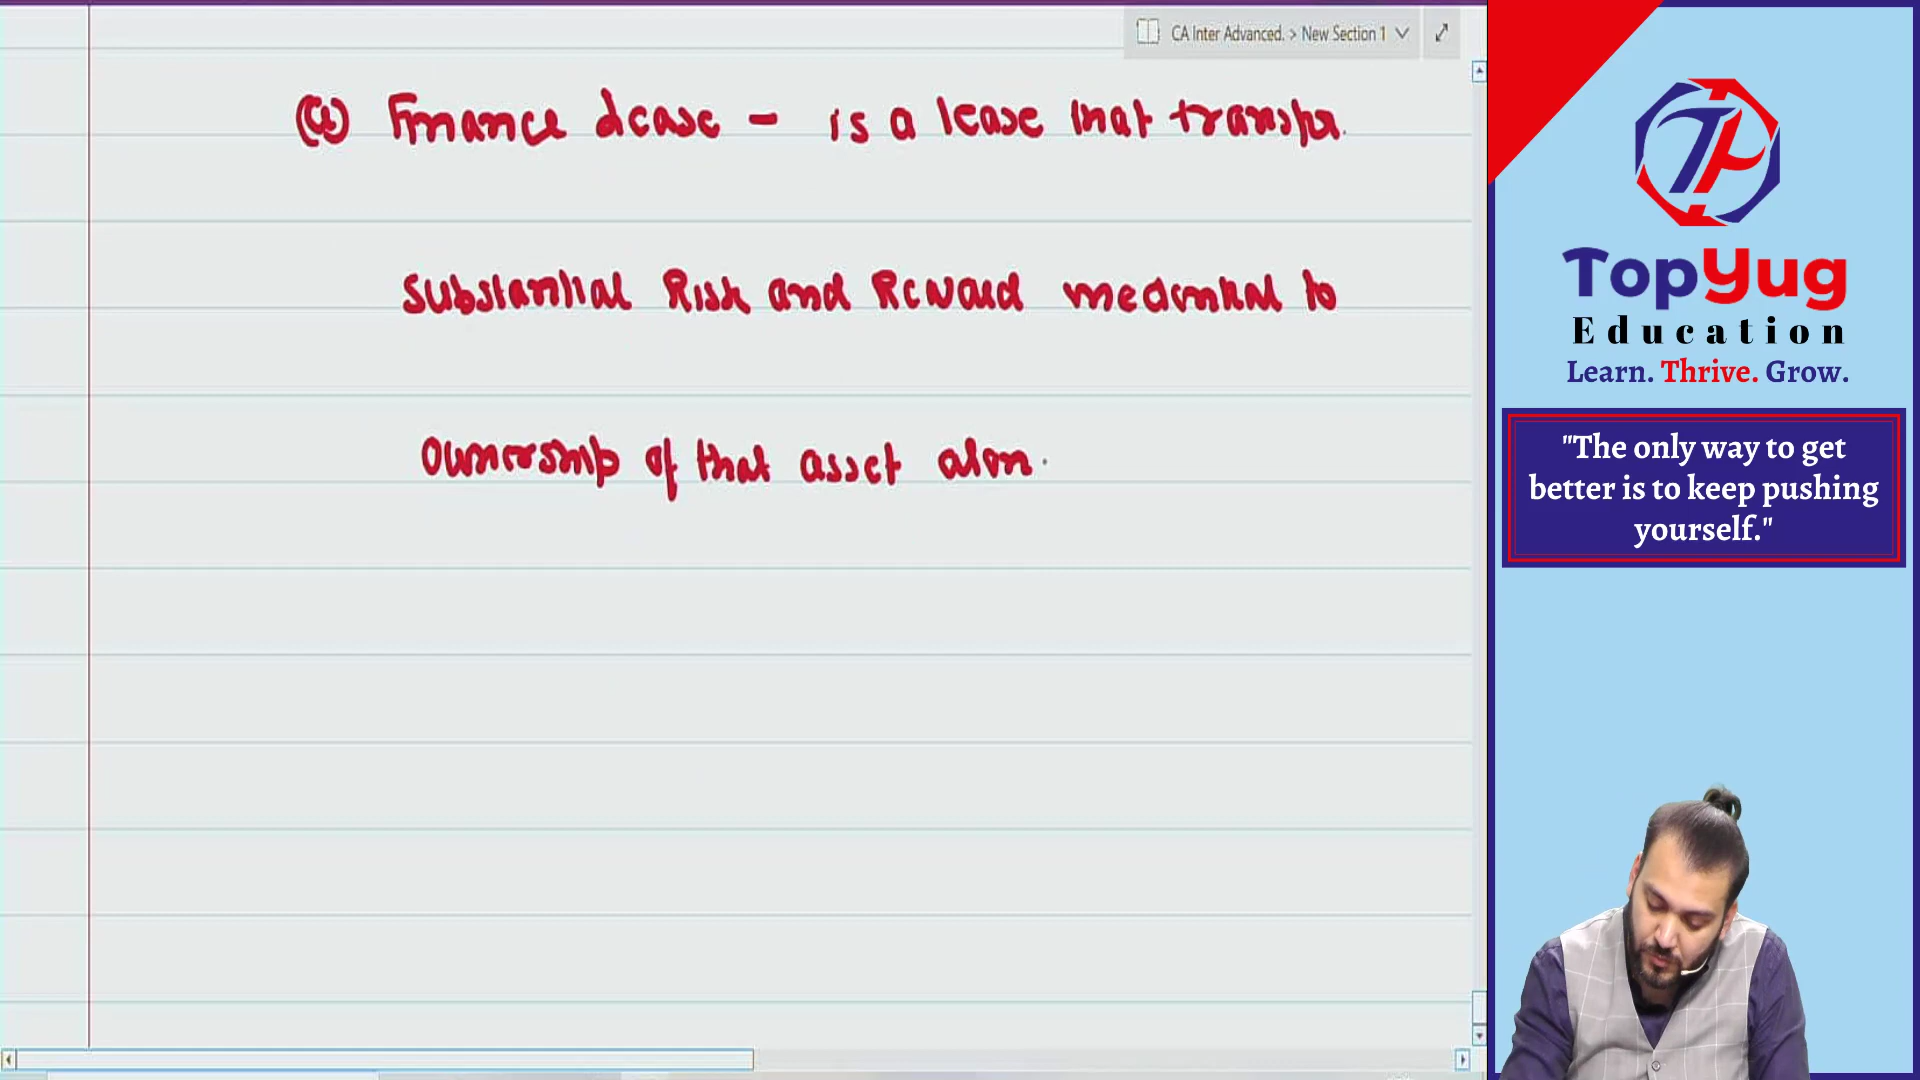 CA Inter Advanced. > New Section 1
(a) Finance Lease - is a lease that transfer
Substantial Risk and Reward incidental to
Ownership of that asset alon
TopYug
Education
Learn. Thrive. Grow.
"The only way to get
better is to keep pushing
yourself."